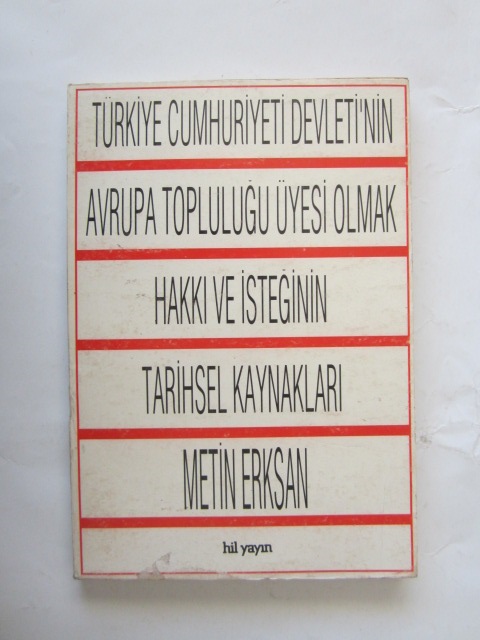 TÜRKİYE CUMHURİYETİ DEVLETİ'NİN
AVRUPA TOPLULUĞU ÜYESİ OLMAK
HAKKI VE İSTEĞİNİN
TARİHSEL KAYNAKLARI
METİN ERKSAN
hil yayın